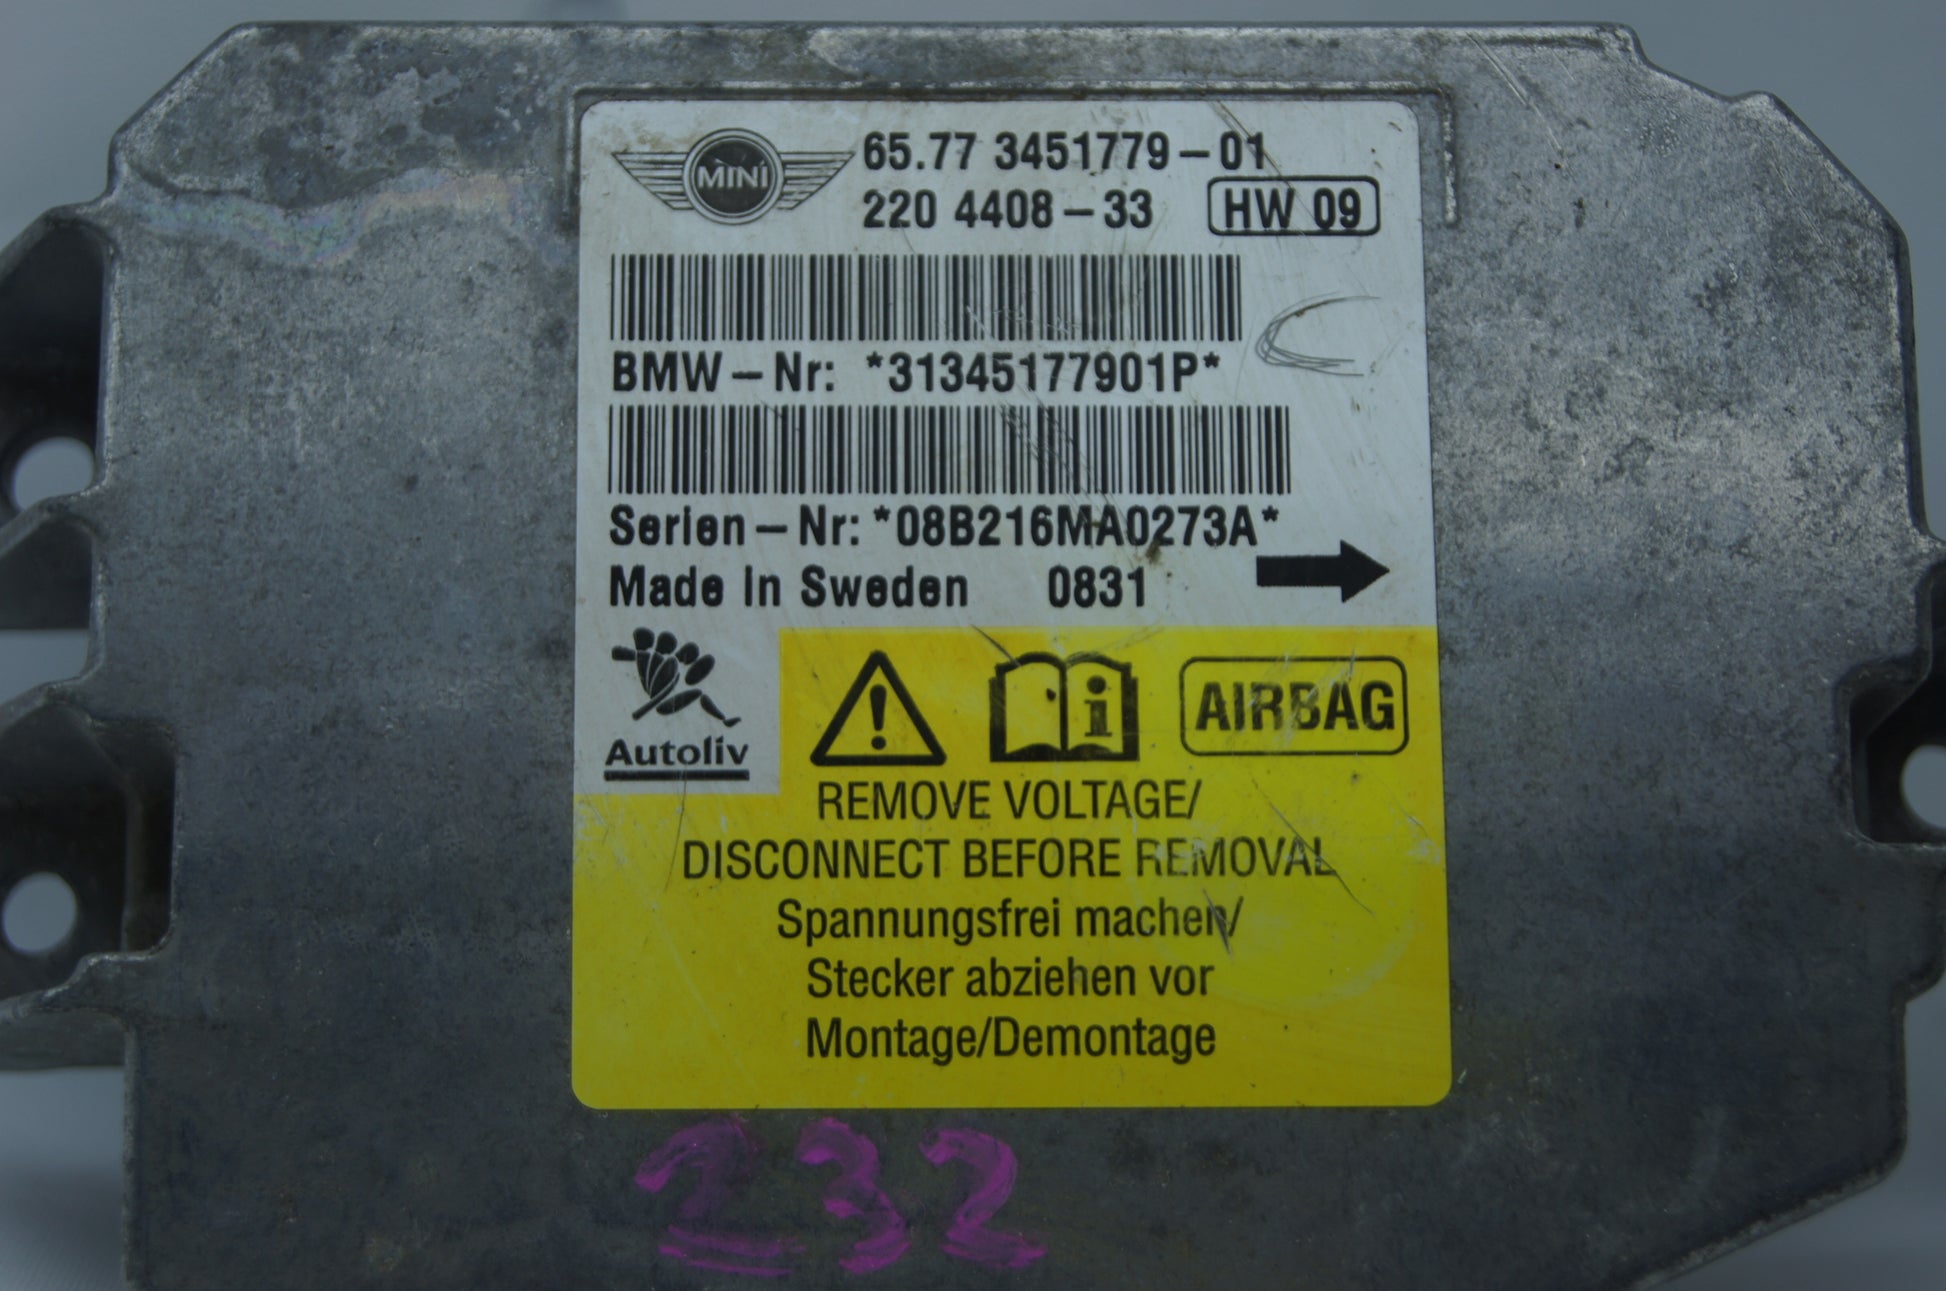 MINI
65.77 3451779-01
220 4408-33 HW 09
BMW-Nr: *31345177901P*
Serien-Nr: *08B216MA0273A*
Made In Sweden 0831
Autoliv
i AIRBAG
REMOVE VOLTAGE/
DISCONNECT BEFORE REMOVAL
Spannungsfrei machen/
Stecker abziehen vor
Montage/Demontage
232